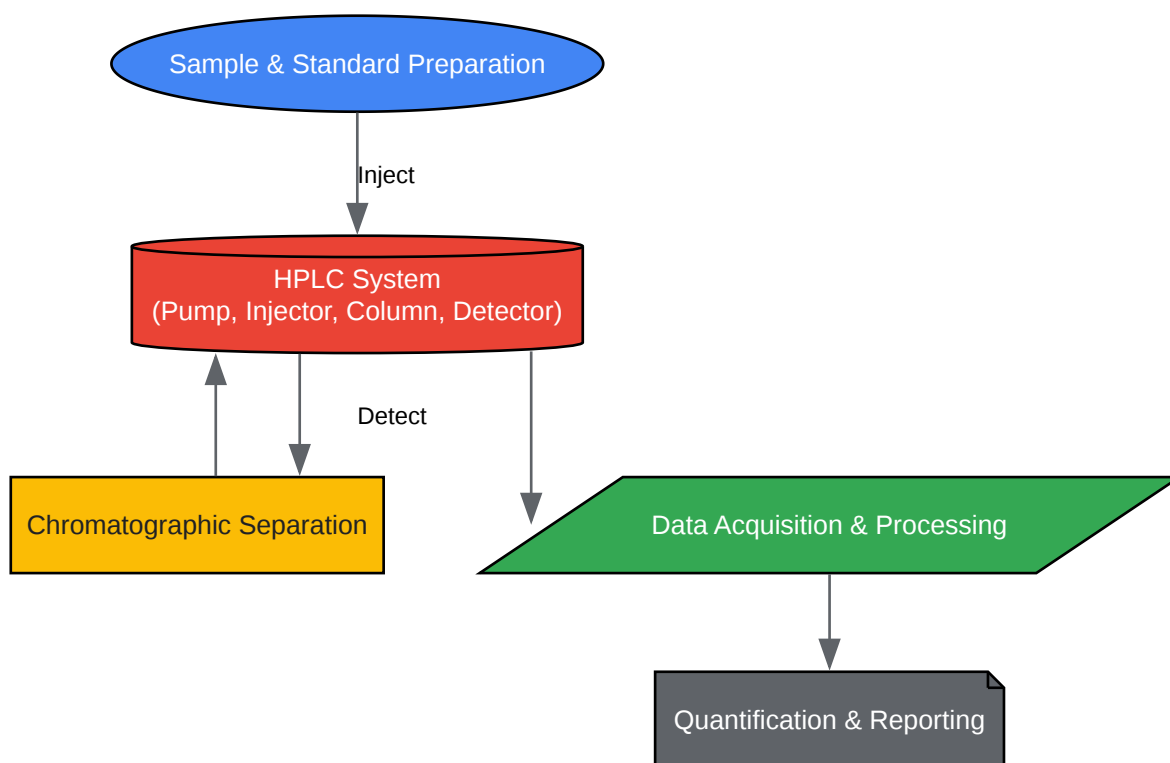 Sample & Standard Preparation
Inject
HPLC System
(Pump, Injector, Column, Detector)
Detect
Chromatographic Separation
Data Acquisition & Processing
Quantification & Reporting